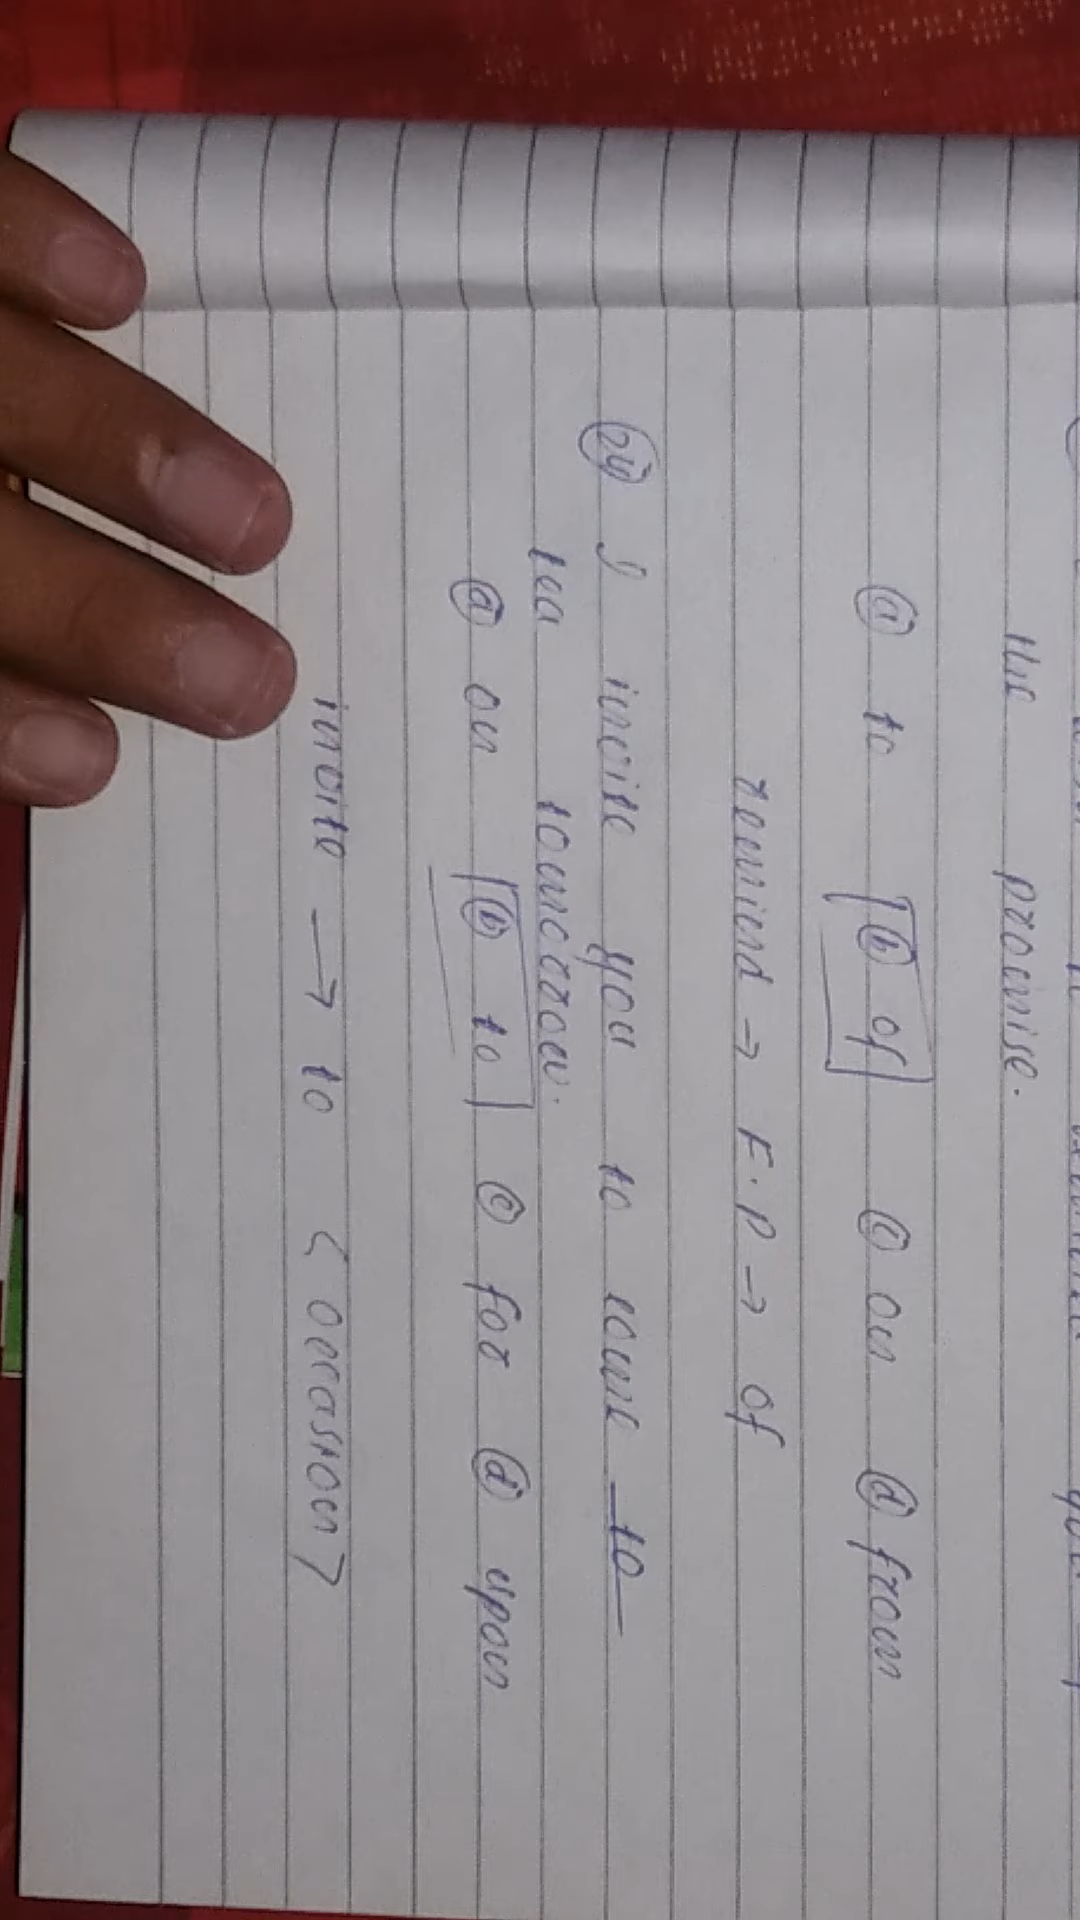 the promise.
(a) to (b) of (c) on (d) from
remiend → F.P → of
(24) I invite you to come to
tea tomorrow.
(a) on (b) to (c) for (d) upon
invite → to < occasion >